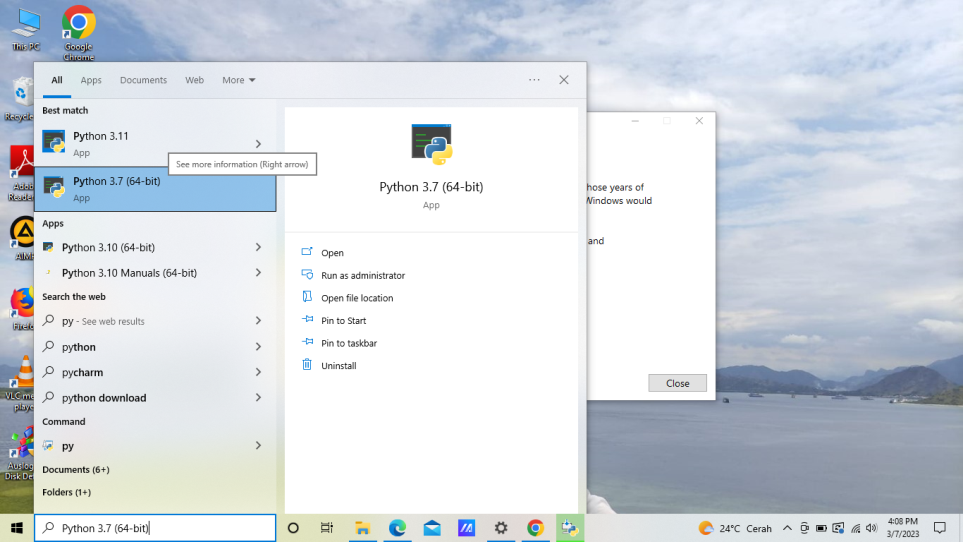 This PC
Google
Chrome
All
Apps
Documents
Web
More
Best match
Python 3.11
App
See more information (Right arrow)
Python 3.7 (64-bit)
App
Apps
Python 3.10 (64-bit)
Python 3.10 Manuals (64-bit)
Search the web
py - See web results
python
pycharm
python download
Command
py
Documents (6+)
Folders (1+)
Python 3.7 (64-bit)
App
Open
Run as administrator
Open file location
Pin to Start
Pin to taskbar
Uninstall
hose years of
Windows would
and
Close
Recycle
Adob
Reader
AIMP
Firefo
VLC me
playe
Auslog
Disk De
Python 3.7 (64-bit)
24°C Cerah
4:08 PM
3/7/2023